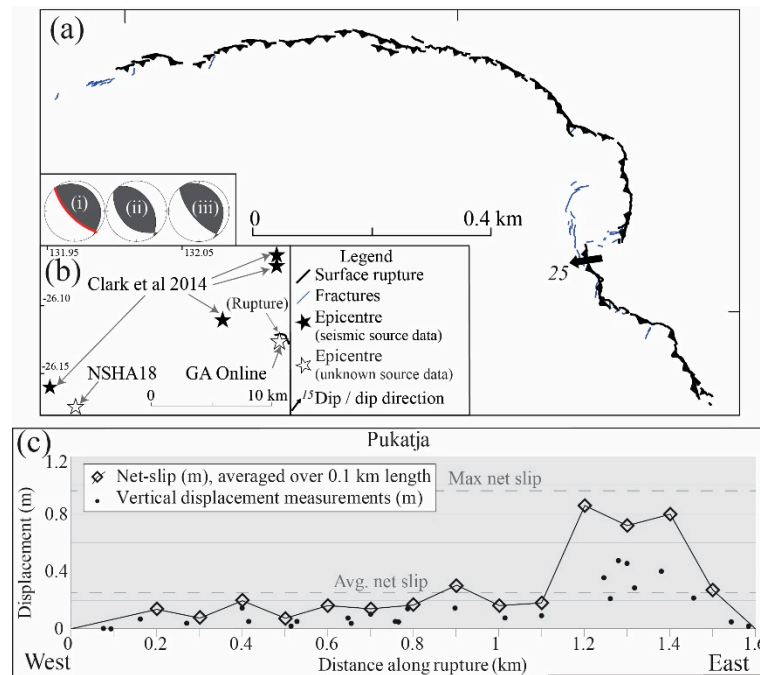 (a)
(i)
(ii)
(iii)
0 0.4 km
25
(b)
131.95 132.05
-26.10
-26.15
Clark et al 2014
(Rupture)
NSHA18 GA Online
0 10 km
Legend
Surface rupture
Fractures
Epicentre
(seismic source data)
Epicentre
(unknown source data)
15 Dip / dip direction
(c)
Pukatja
Net-slip (m), averaged over 0.1 km length
Vertical displacement measurements (m)
Max net slip
Avg. net slip
Displacement (m)
1.2
0.8
0.4
0
0 0.2 0.4 0.6 0.8 1.0 1.2 1.4 1.6
West Distance along rupture (km) East